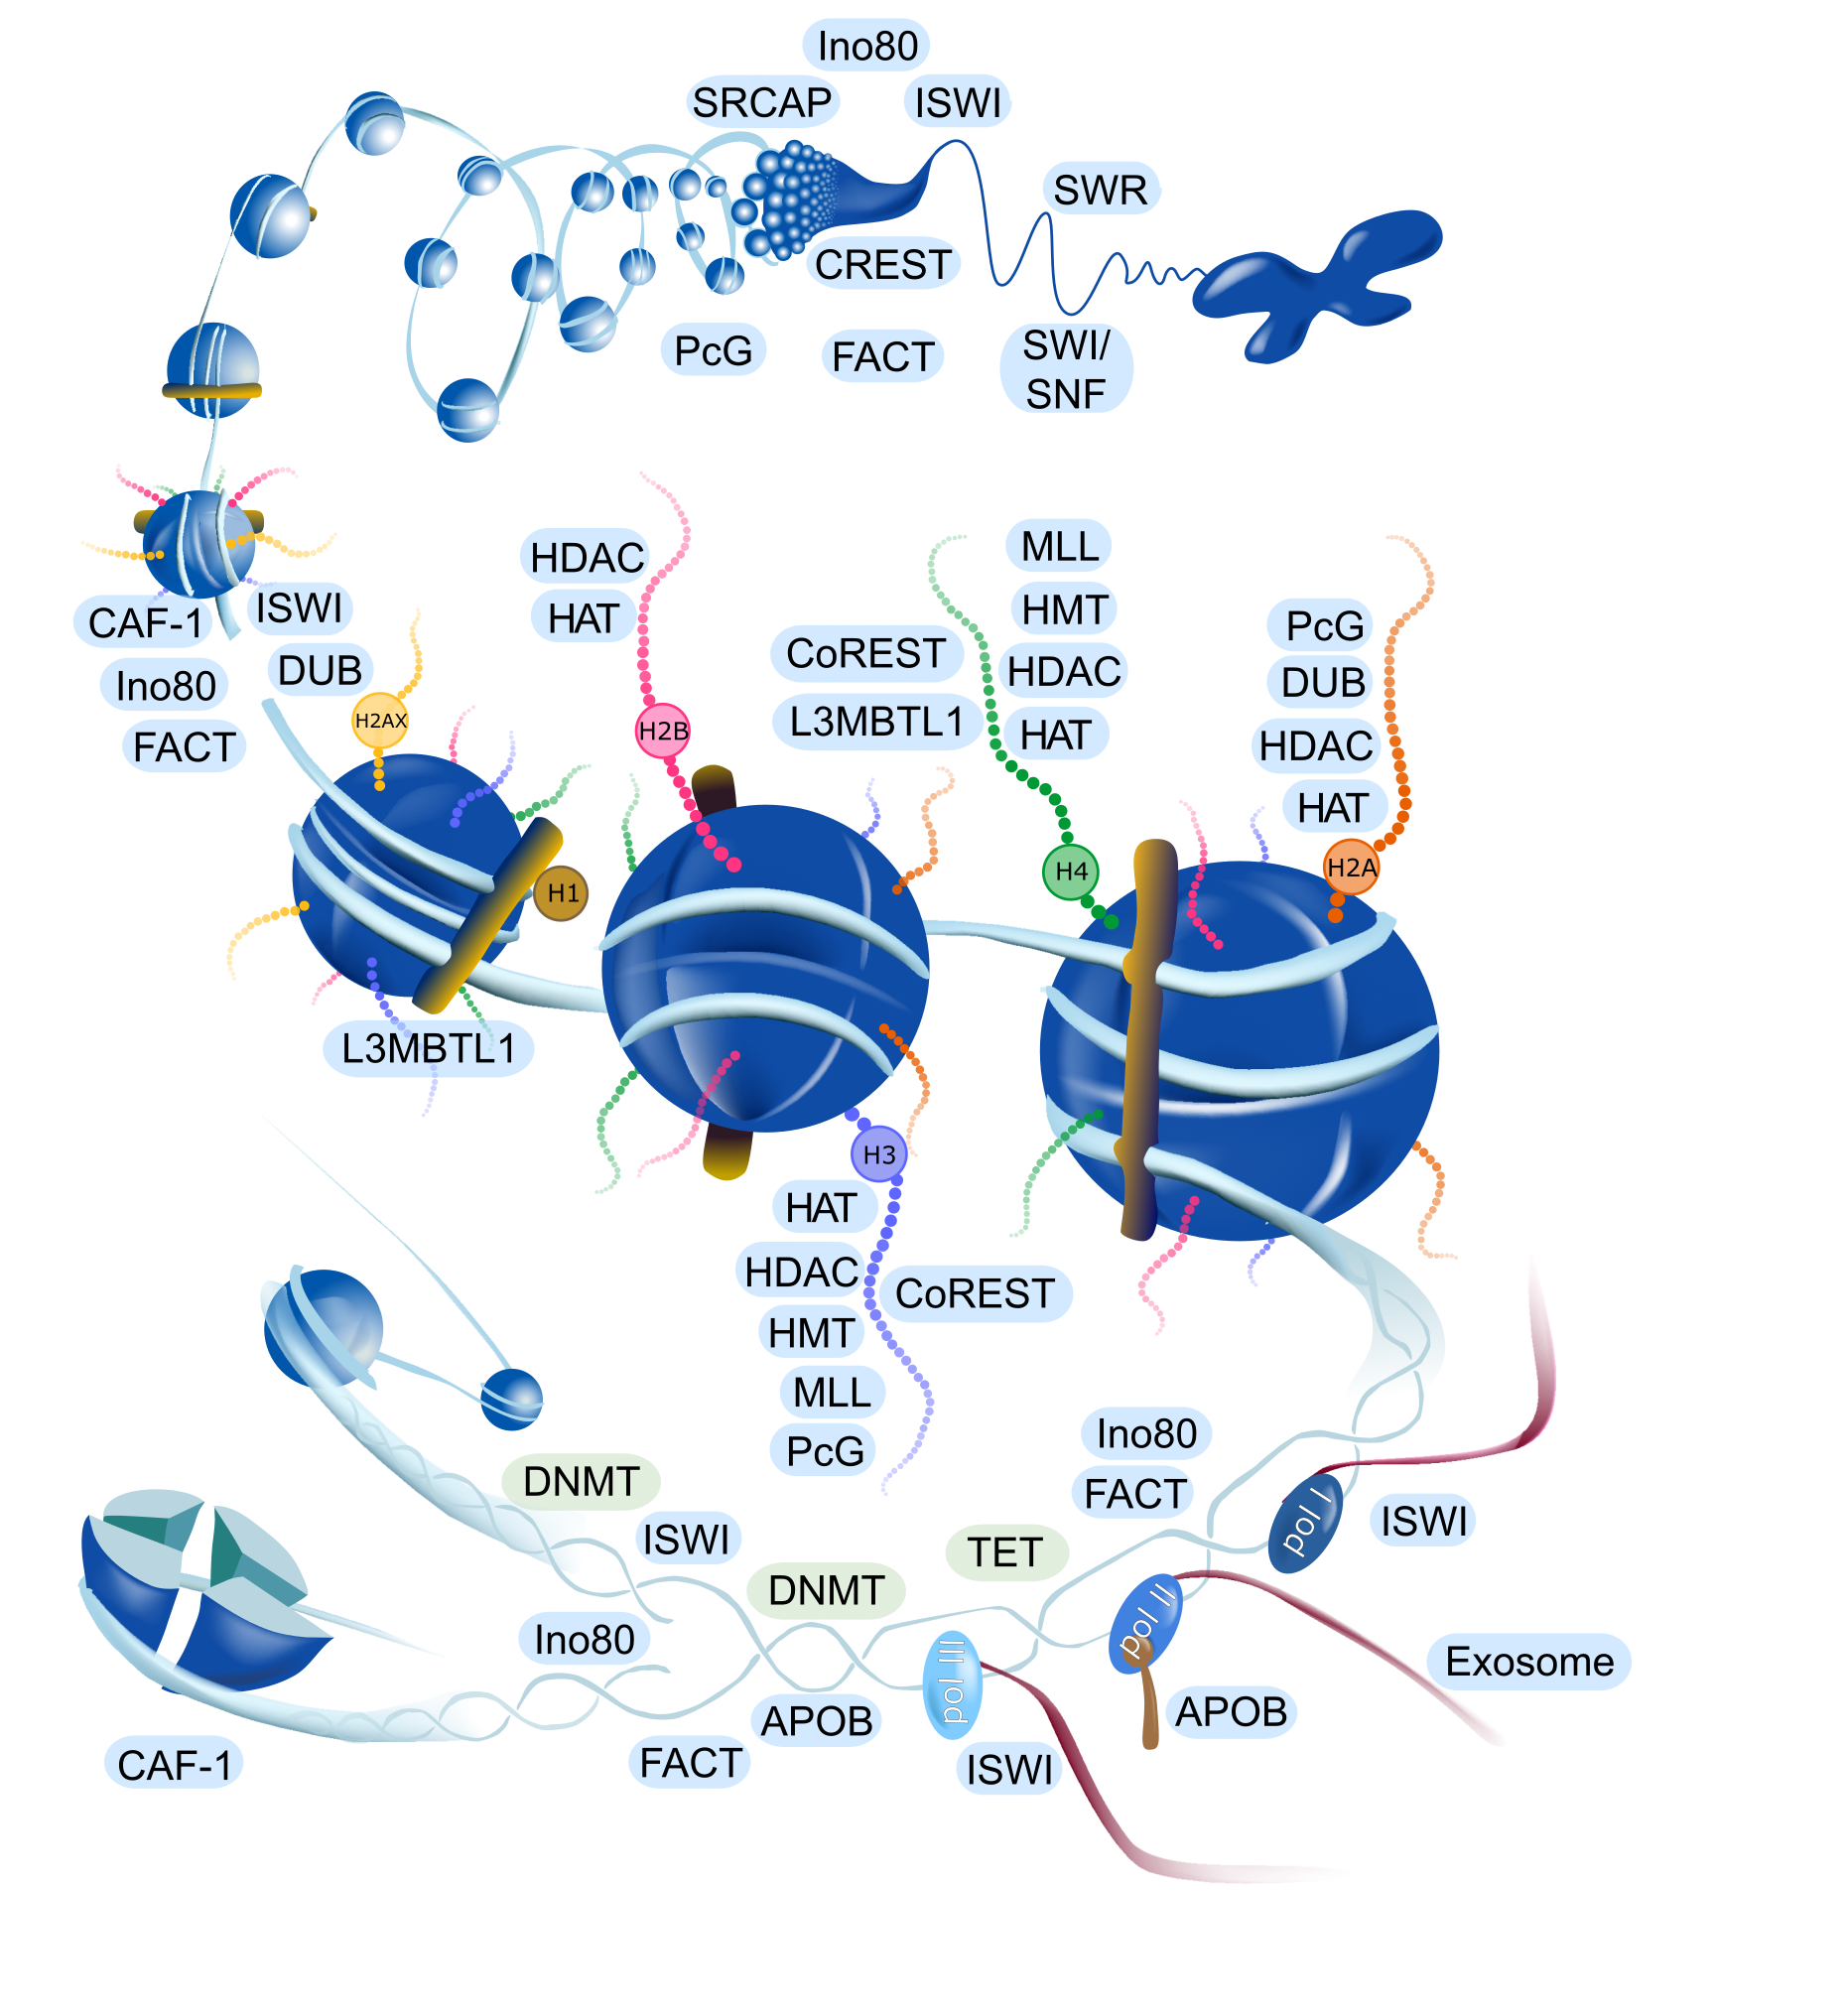 Ino80
SRCAP
ISWI
SWR
CREST
PcG
FACT
SWI/
SNF
CAF-1
ISWI
Ino80
DUB
FACT
H2AX
H1
L3MBTL1
HDAC
HAT
H2B
CoREST
L3MBTL1
MLL
HMT
HDAC
HAT
H4
PcG
DUB
HDAC
HAT
H2A
H3
HAT
HDAC
CoREST
HMT
MLL
PcG
DNMT
ISWI
Ino80
FACT
pol I
ISWI
TET
DNMT
Ino80
pol II
Exosome
pol III
APOB
APOB
FACT
ISWI
CAF-1